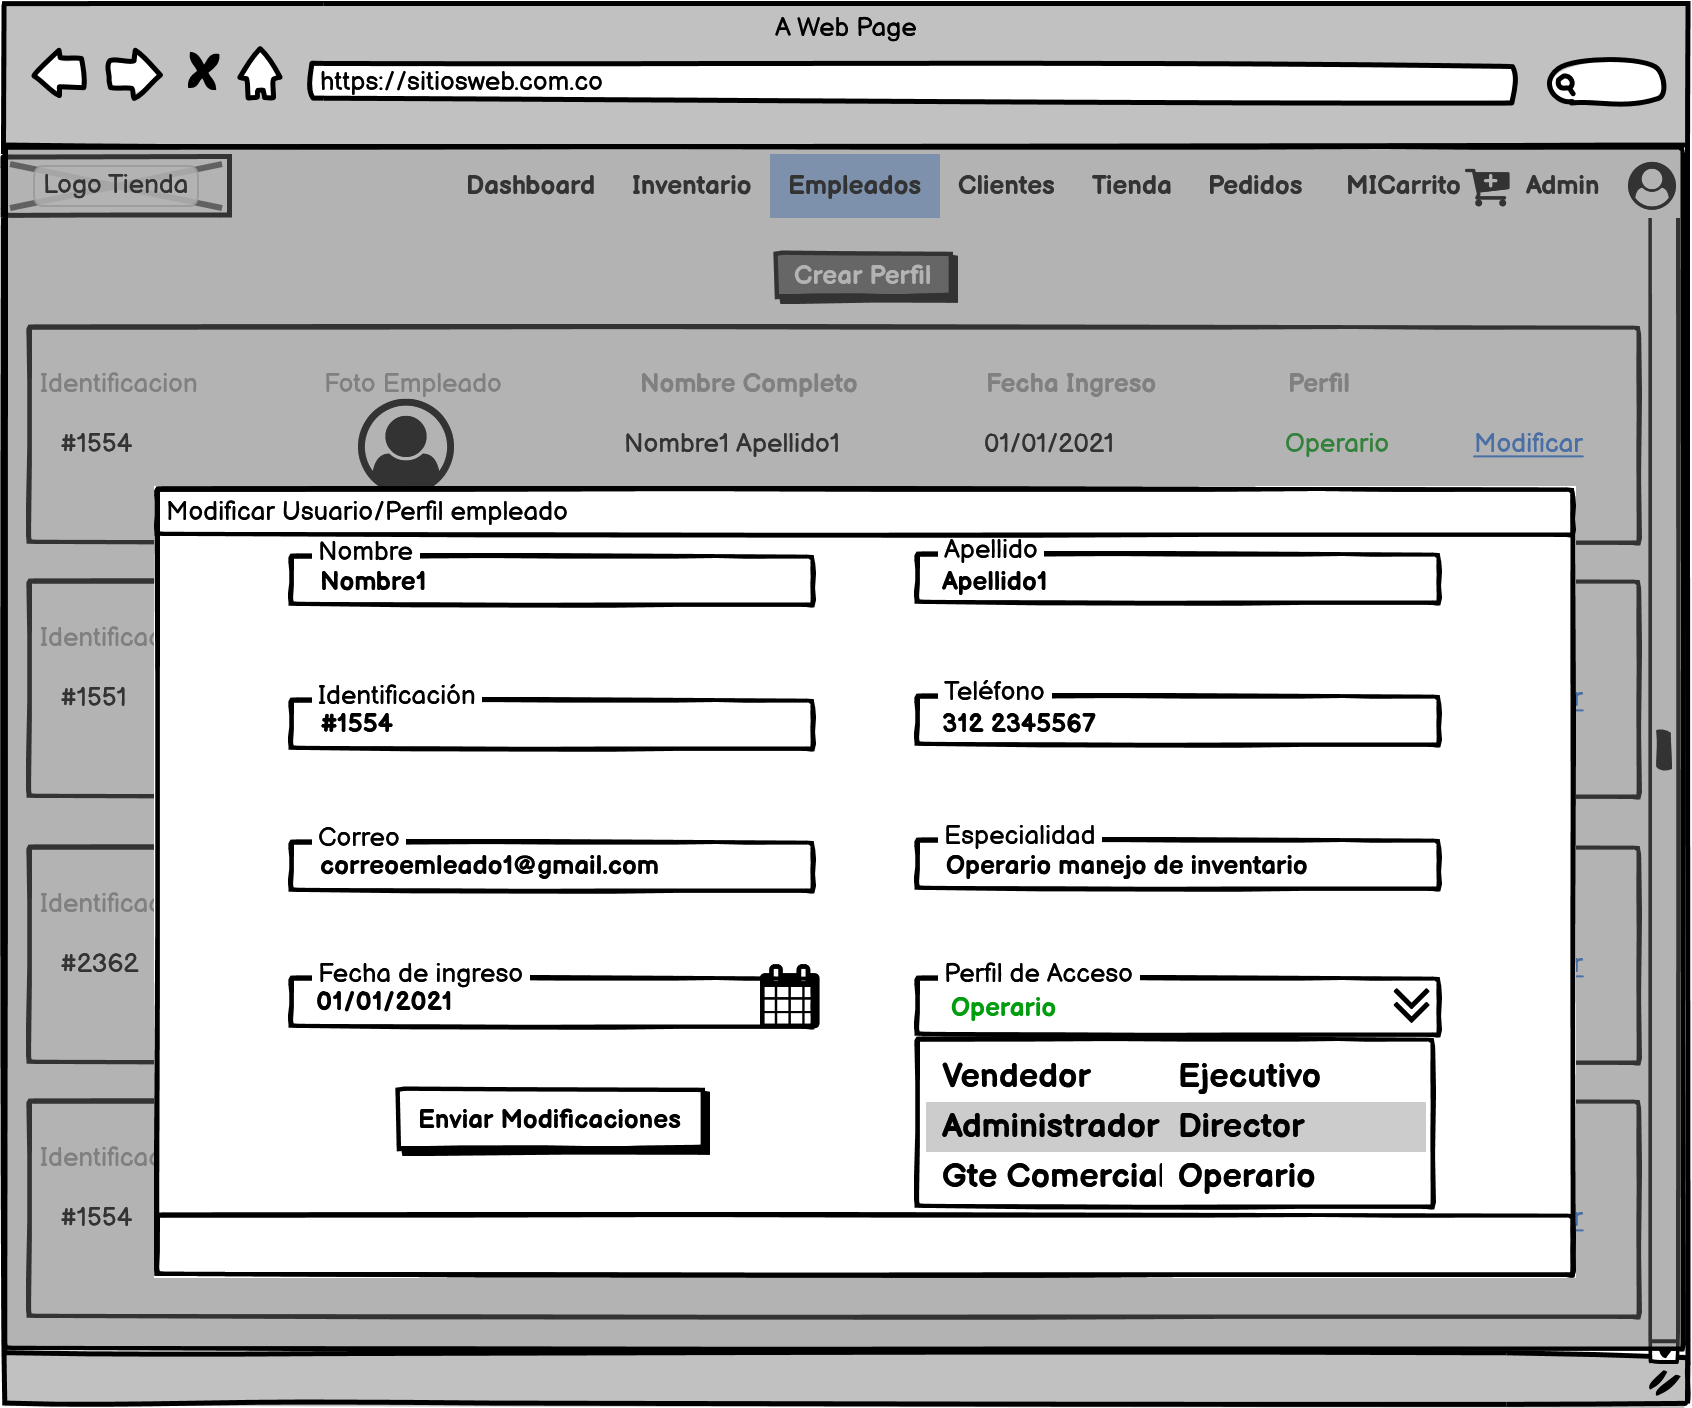 A Web Page
https://sitiosweb.com.co
Logo Tienda
Dashboard Inventario Empleados Clientes Tienda Pedidos MICarrito Admin
Crear Perfil
Identificacion Foto Empleado Nombre Completo Fecha Ingreso Perfil
#1554 Nombre1 Apellido1 01/01/2021 Operario Modificar
Modificar Usuario/Perfil empleado
Nombre Apellido
Nombre1 Apellido1
Identificac
#1551 r
Identificación Teléfono
#1554 312 2345567
Correo Especialidad
correoemleado1@gmail.com Operario manejo de inventario
Identificac
#2362 r
Fecha de ingreso Perfil de Acceso
01/01/2021 Operario
Vendedor Ejecutivo
Administrador Director
Gte Comercial Operario
Enviar Modificaciones
Identificac
#1554 r